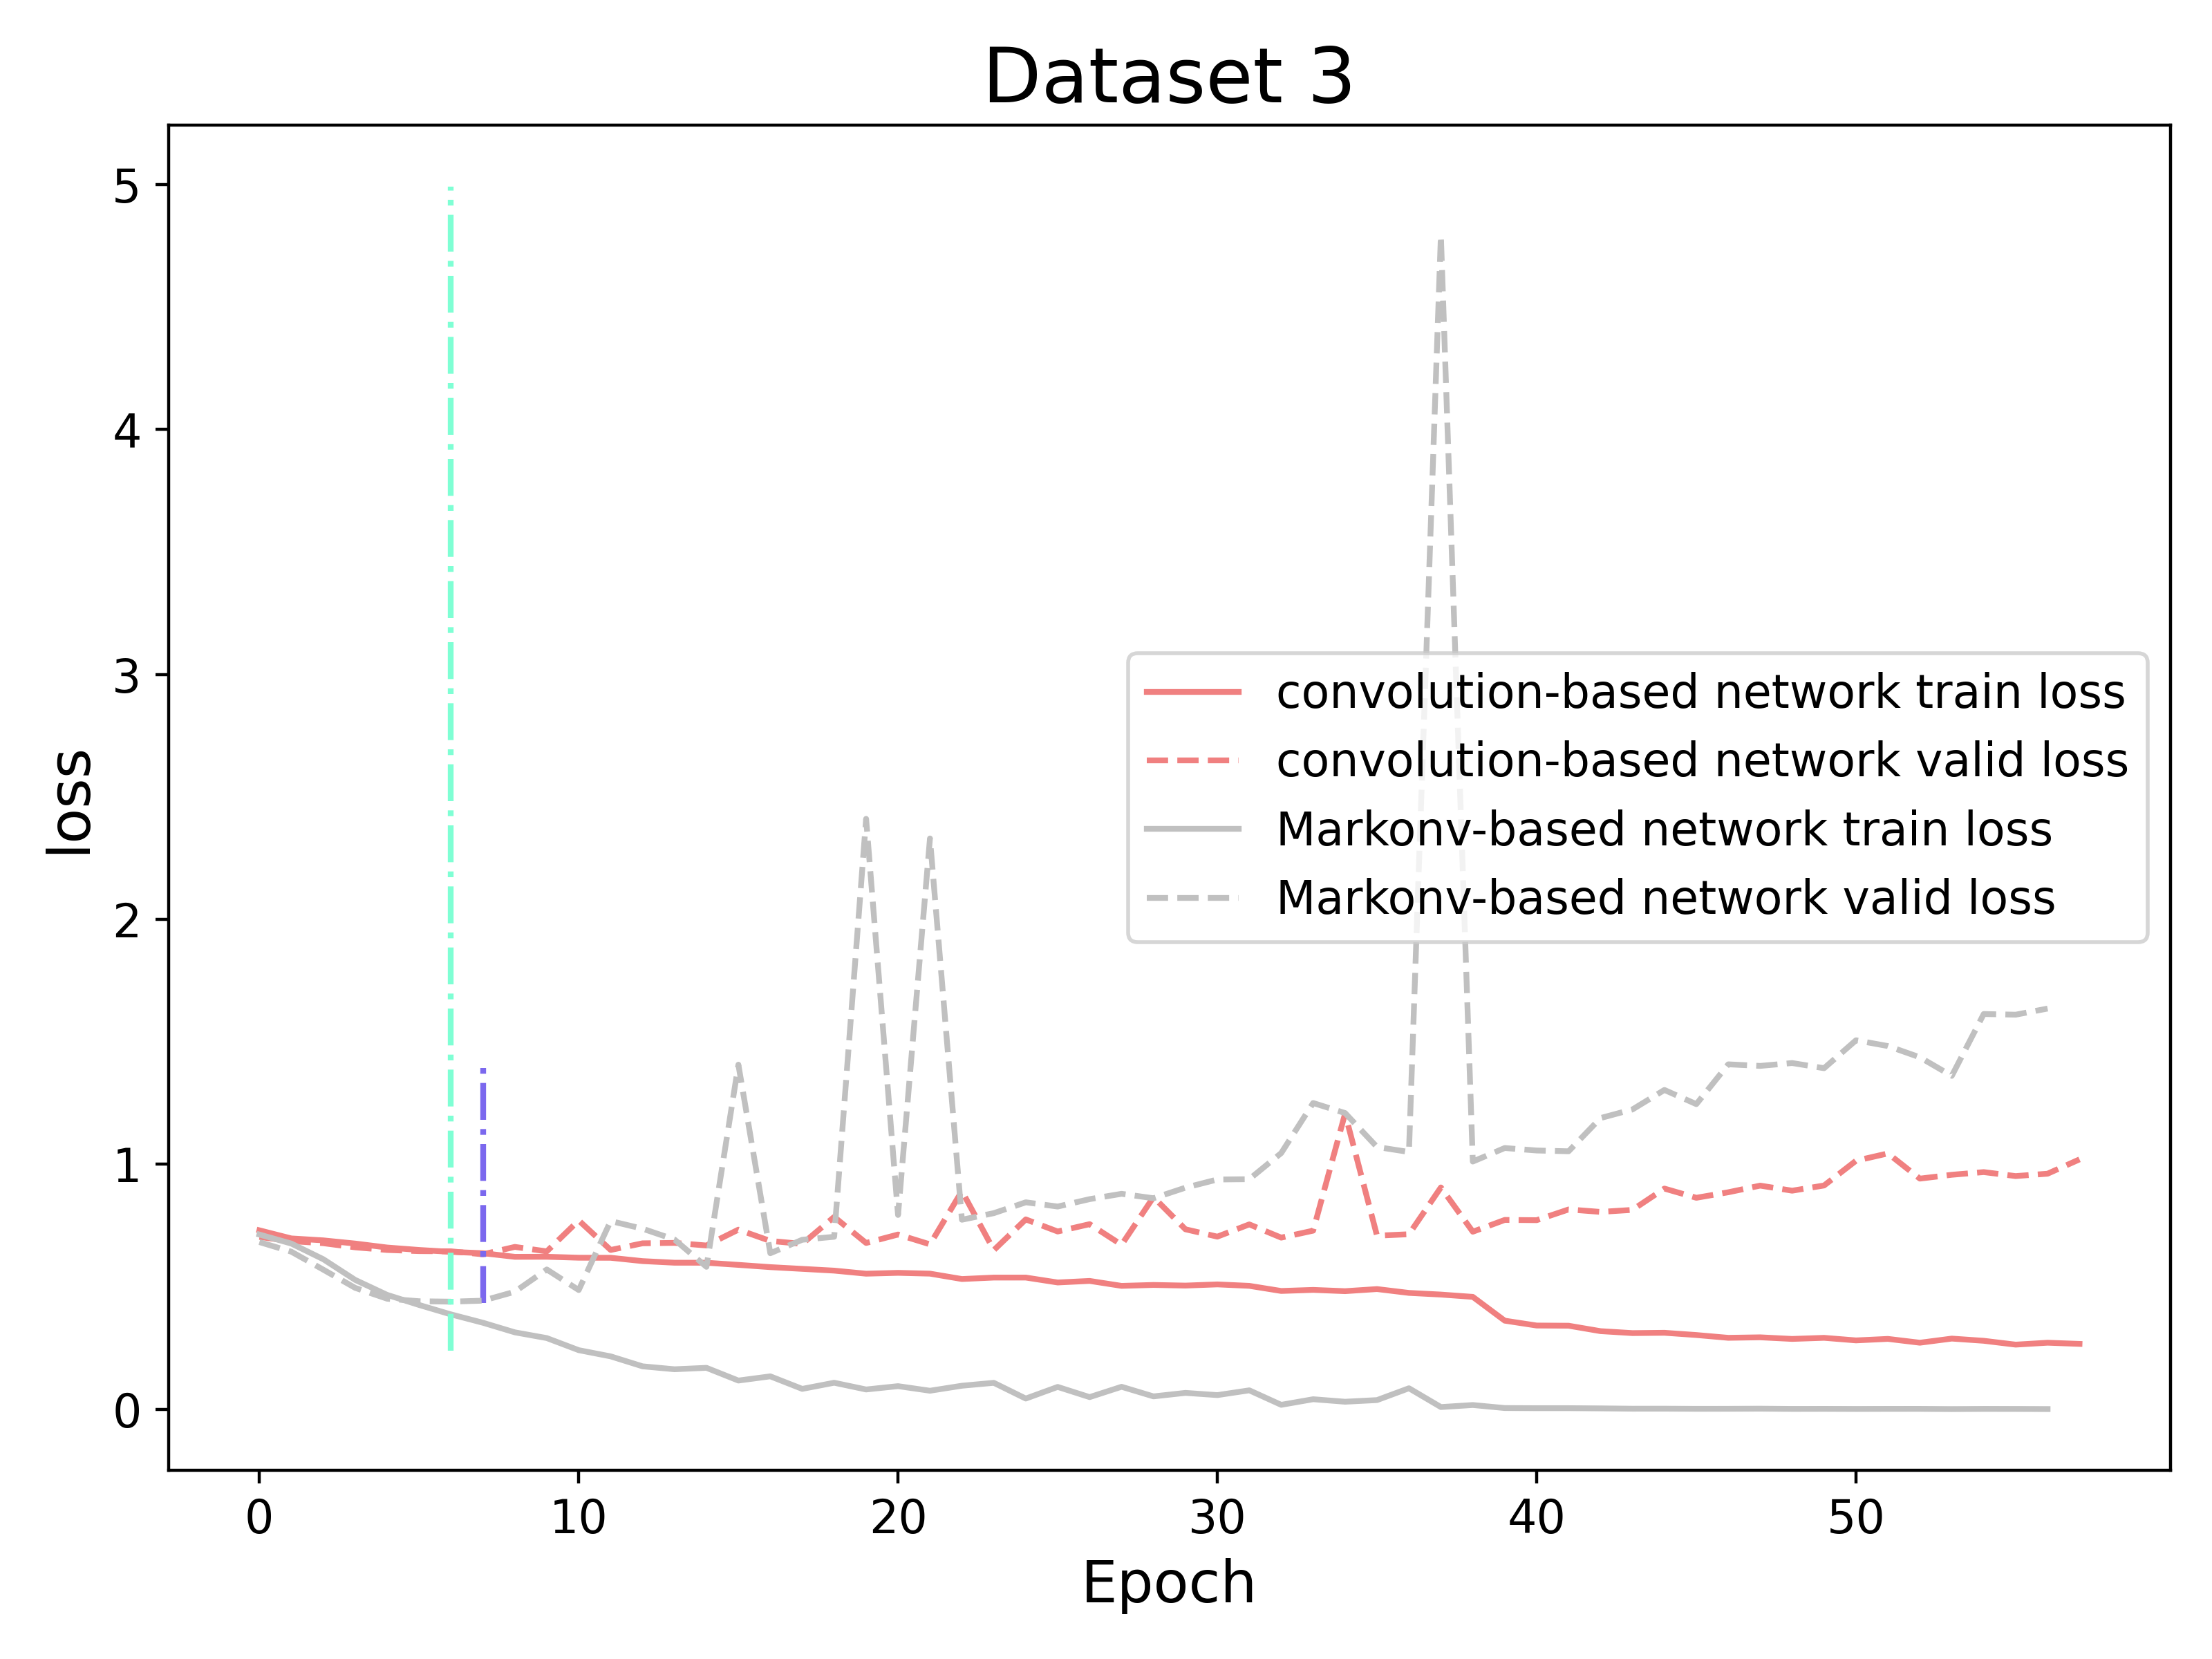 Dataset 3
5
4
3
2
1
0
loss
convolution-based network train loss
convolution-based network valid loss
Markonv-based network train loss
Markonv-based network valid loss
0 10 20 30 40 50
Epoch